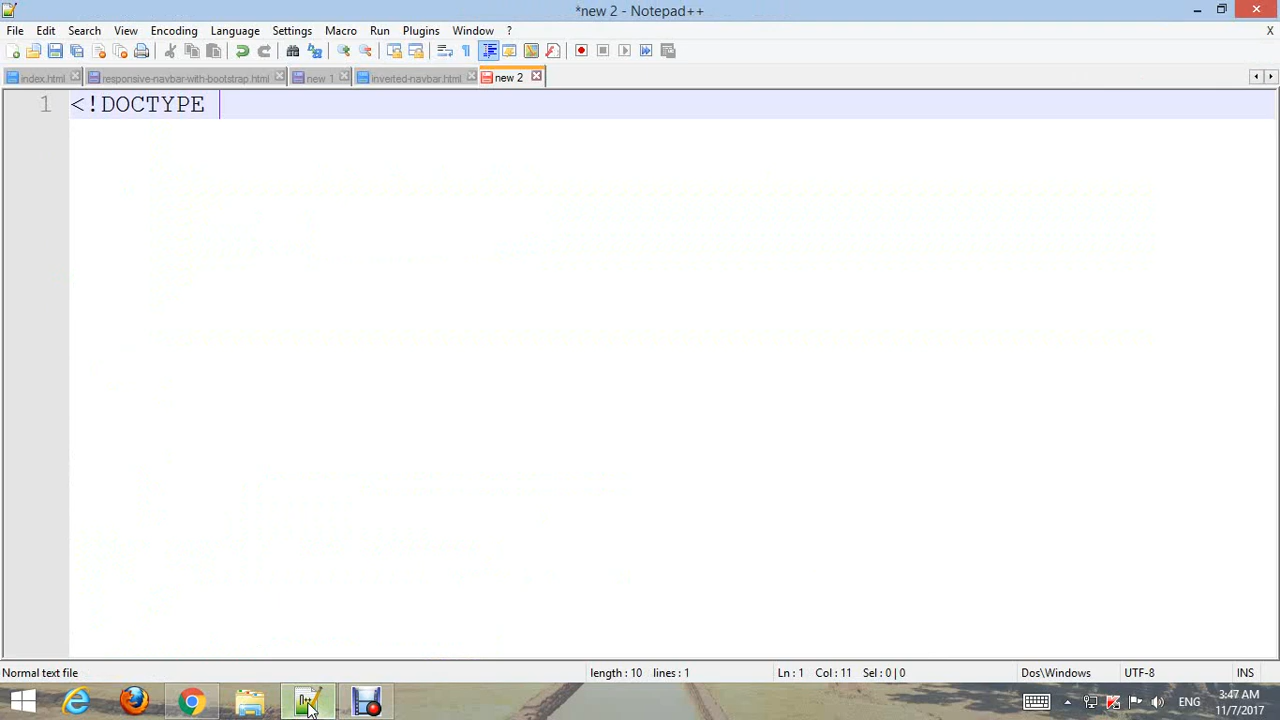 *new 2 - Notepad++
File Edit Search View Encoding Language Settings Macro Run Plugins Window ? X
index.html responsive-navbar-with-bootstrap.html new 1 inverted-navbar.html new 2
1 <!DOCTYPE
Normal text file length : 10 lines : 1 Ln : 1 Col : 11 Sel : 0 | 0 Dos\Windows UTF-8 INS
ENG 3:47 AM
11/7/2017